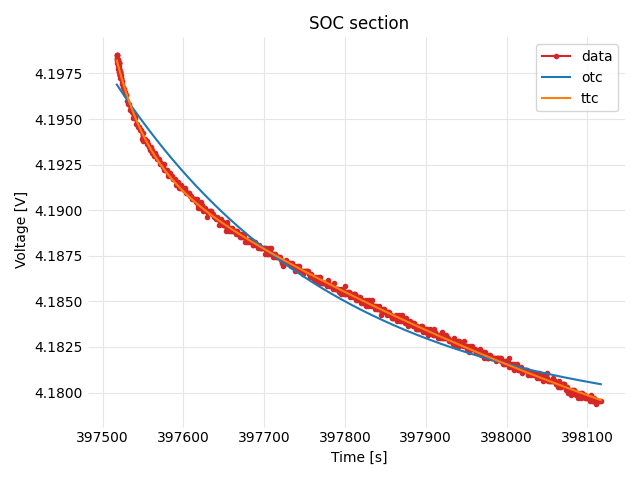 SOC section
data
otc
ttc
4.1975
4.1950
4.1925
4.1900
4.1875
4.1850
4.1825
4.1800
Voltage [V]
397500 397600 397700 397800 397900 398000 398100
Time [s]